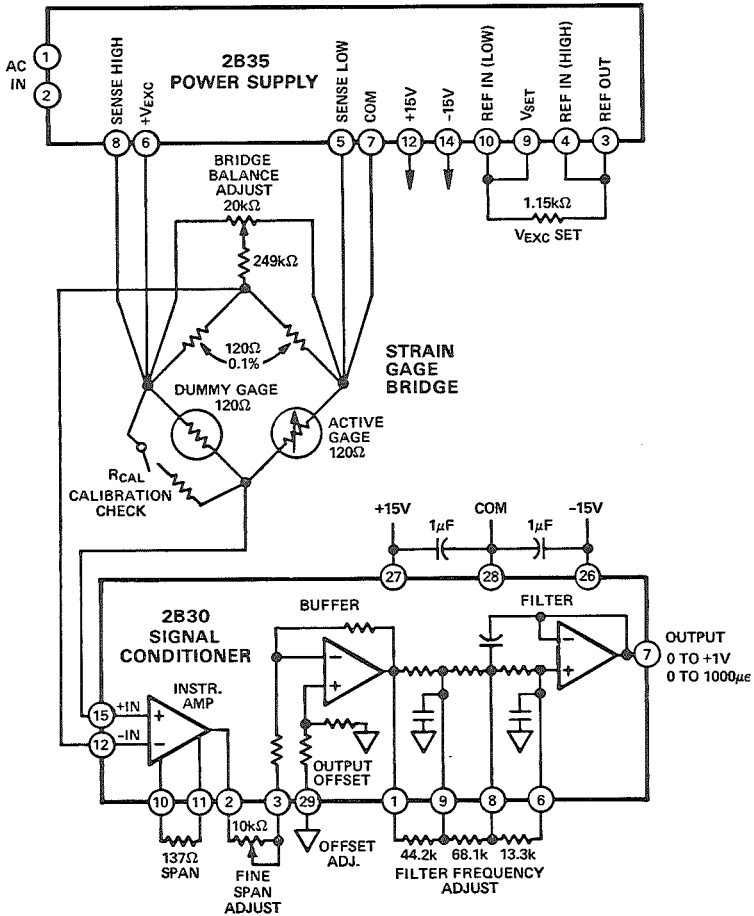 2B35
POWER SUPPLY
AC
IN
1
2
SENSE HIGH
+VEXC
SENSE LOW
COM
+15V
-15V
REF IN (LOW)
VSET
REF IN (HIGH)
REF OUT
8
6
5
7
12
14
10
9
4
3
BRIDGE
BALANCE
ADJUST
20kΩ
249kΩ
1.15kΩ
VEXC SET
120Ω
0.1%
STRAIN
GAGE
BRIDGE
DUMMY GAGE
120Ω
ACTIVE
GAGE
120Ω
RCAL
CALIBRATION
CHECK
+15V
COM
-15V
1μF
1μF
27
28
26
2B30
SIGNAL
CONDITIONER
BUFFER
FILTER
INSTR.
AMP
15
+IN
12
-IN
+
-
-
+
-
+
7
OUTPUT
0 TO +1V
0 TO 1000με
OUTPUT
OFFSET
10
11
2
3
29
1
9
8
6
137Ω
SPAN
10kΩ
FINE
SPAN
ADJUST
OFFSET
ADJ.
44.2k
68.1k
13.3k
FILTER FREQUENCY
ADJUST